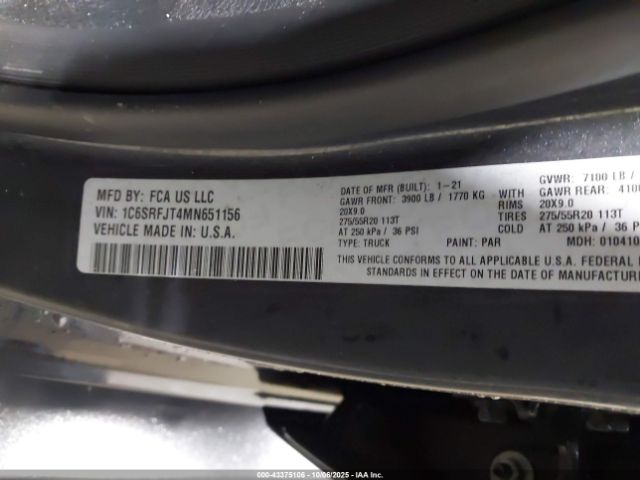 MFD BY: FCA US LLC
VIN: 1C6SRFJT4MN651156
VEHICLE MADE IN: U.S.A.
DATE OF MFR (BUILT): 1-21
GVWR: 7100 LB /
GAWR FRONT: 3900 LB / 1770 KG WITH GAWR REAR: 410
20X9.0 RIMS 20X9.0
275/55R20 113T TIRES 275/55R20 113T
AT 250 kPa / 36 PSI COLD AT 250 kPa / 36 P
TYPE: TRUCK PAINT: PAR MDH: 01041
THIS VEHICLE CONFORMS TO ALL APPLICABLE U.S.A. FEDERAL
STANDARDS IN EFFECT ON THE DATE OF MANUFACTUR
000-43375106 - 10/06/2025 - IAAI, Inc. Copyright